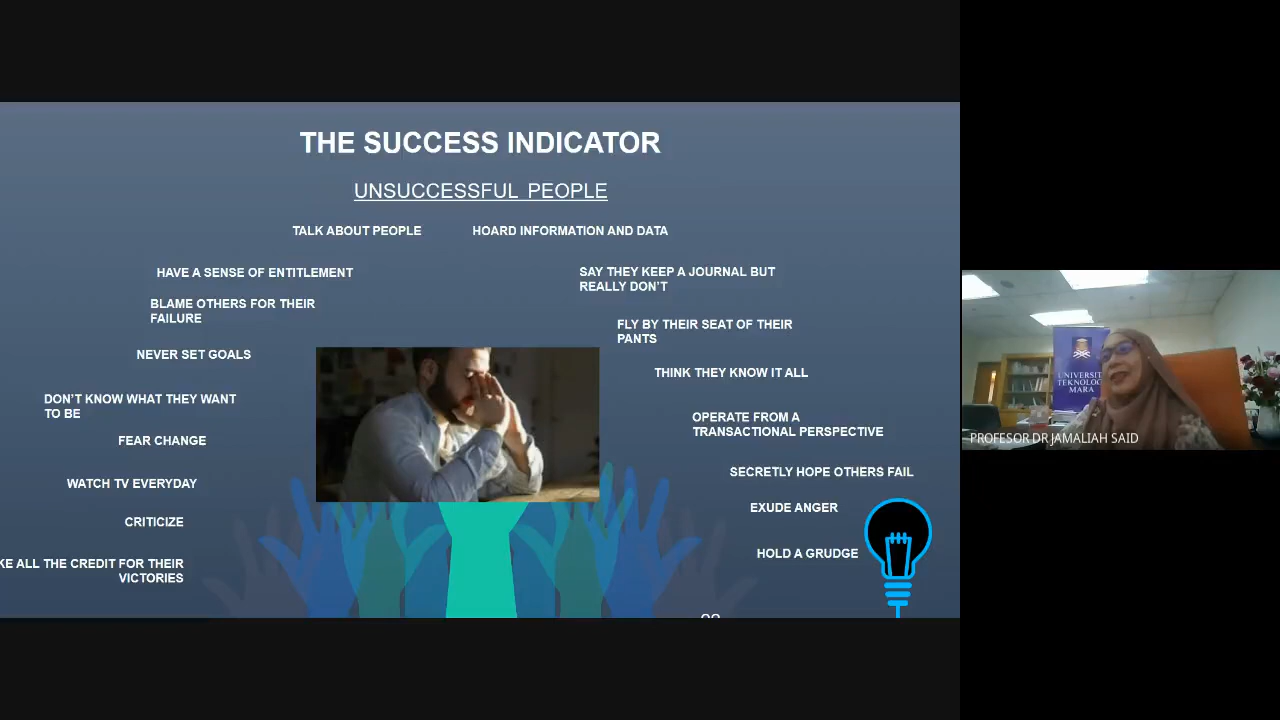 THE SUCCESS INDICATOR
UNSUCCESSFUL PEOPLE
TALK ABOUT PEOPLE
HOARD INFORMATION AND DATA
HAVE A SENSE OF ENTITLEMENT
SAY THEY KEEP A JOURNAL BUT
REALLY DON'T
BLAME OTHERS FOR THEIR
FAILURE
FLY BY THEIR SEAT OF THEIR
PANTS
NEVER SET GOALS
THINK THEY KNOW IT ALL
DON'T KNOW WHAT THEY WANT
TO BE
OPERATE FROM A
TRANSACTIONAL PERSPECTIVE
FEAR CHANGE
SECRETLY HOPE OTHERS FAIL
WATCH TV EVERYDAY
EXUDE ANGER
CRITICIZE
HOLD A GRUDGE
KE ALL THE CREDIT FOR THEIR
VICTORIES
UNIVERSITI
TEKNOLOGI
MARA
PROFESOR DR JAMALIAH SAID